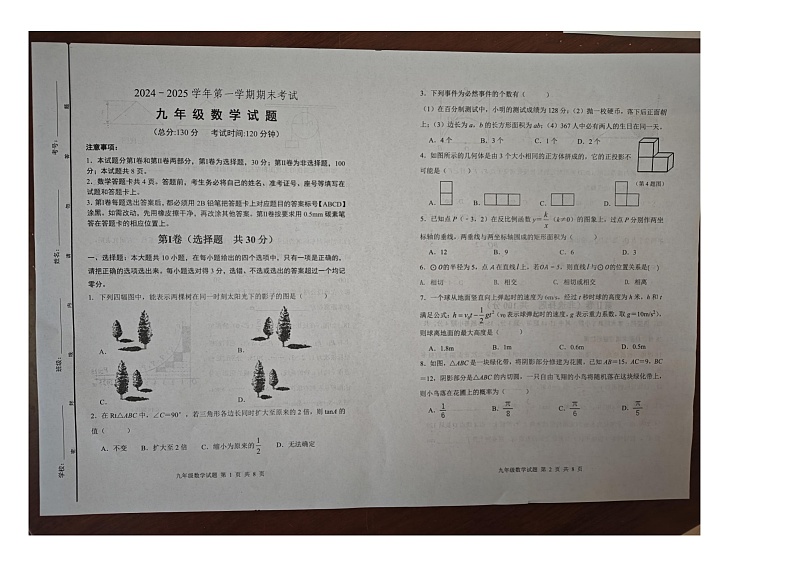 2024－2025 学年第一学期期末考试
九 年 级 数 学 试 题
（总分:130 分 考试时间:120 分钟）
注意事项：
1．本试题分第Ⅰ卷和第Ⅱ卷两部分，第Ⅰ卷为选择题，30 分；第Ⅱ卷为非选择题，100
分；本试题共 8 页．
2．数学答题卡共 4 页．答题前，考生务必将自己的姓名、准考证号、座号等填写在
试题和答题卡上．
3．第Ⅰ卷每题选出答案后，都必须用 2B 铅笔把答题卡上对应题目的答案标号【ABCD】
涂黑．如需改动，先用橡皮擦干净，再改涂其他答案．第Ⅱ卷按要求用 0.5mm 碳素笔
答在答题卡的相应位置上．
第Ⅰ卷（选择题 共 30 分）
一．选择题：本大题共 10 小题，在每小题给出的四个选项中，只有一项是正确的，
请把正确的选项选出来．每小题选对得 3 分，选错、不选或选出的答案超过一个均记
零分．
1．下列四幅图中，能表示两棵树在同一时刻太阳光下的影子的图是（ ）
A． B．
C． D．
2．在 Rt△ABC 中，∠C＝90°，若三角形各边长同时扩大至原来的 2 倍，则 tanA 的
值（ ）
A．不变 B．扩大至 2 倍 C．缩小为原来的 1/2 D．无法确定
九年级数学试题 第 1 页 共 8 页
3．下列事件为必然事件的个数有（ ）
（1）在百分制测试中，小明的测试成绩为 128 分；（2）抛一枚硬币，落下后正面朝
上；（3）边长为 a，b 的长方形面积为 ab；（4）367 人中必有两人的生日在同一天．
A．4 个 B．3 个 C．1 个 D．2 个
4．如图所示的几何体是由 3 个大小相同的正方体拼成的，它的正投影不
可能是（ ）
（第 4 题图）
A． B． C． D．
5．已知点 P（﹣3，2）在反比例函数 y＝k/x（k≠0）的图象上，过点 P 分别作两坐
标轴的垂线，两垂线与两坐标轴围成的矩形面积为（ ）
A．12 B．9 C．6 D．3
6．⊙O 的半径为 5，点 A 在直线 l 上．若 OA＝5，则直线 l 与⊙O 的位置关系是（ ）
A．相切 B．相交 C．相切或相交 D．相离
7．一个球从地面竖直向上弹起时的速度为 6m/s，经过 t 秒时球的高度为 h 米，h 和 t
满足公式：h＝v₀t－1/2gt²（v₀ 表示球弹起时的速度，g 表示重力系数，取 g＝10m/s²），
则球离地面的最大高度是（ ）
A．1.8m B．1m C．0.6m D．0.5m
8．如图，△ABC 是一块绿化带，将阴影部分修建为花圃．已知 AB＝15，AC＝9，BC
＝12，阴影部分是△ABC 的内切圆，一只自由飞翔的小鸟将随机落在这块绿化带上，
则小鸟落在花圃上的概率为（ ）
A．1/6 B．π/8 C．π/6 D．π/5
九年级数学试题 第 2 页 共 8 页
考号：
姓名：
班级：
学校：